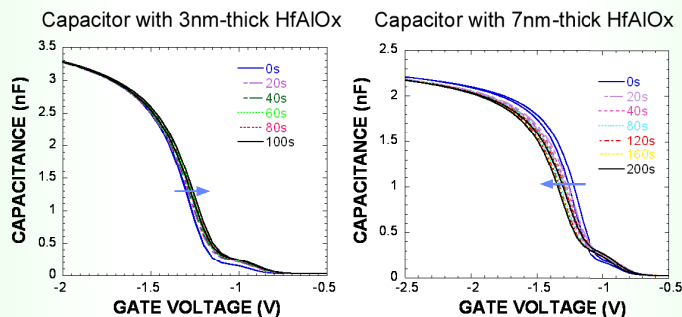 Capacitor with 3nm-thick HfAlOx
CAPACITANCE (nF)
3.5
3
2.5
2
1.5
1
0.5
0
-2
-1.5
-1
-0.5
GATE VOLTAGE (V)
0s
20s
40s
60s
80s
100s
Capacitor with 7nm-thick HfAlOx
CAPACITANCE (nF)
2.5
2
1.5
1
0.5
0
-2.5
-2
-1.5
-1
-0.5
GATE VOLTAGE (V)
0s
20s
40s
80s
120s
160s
200s